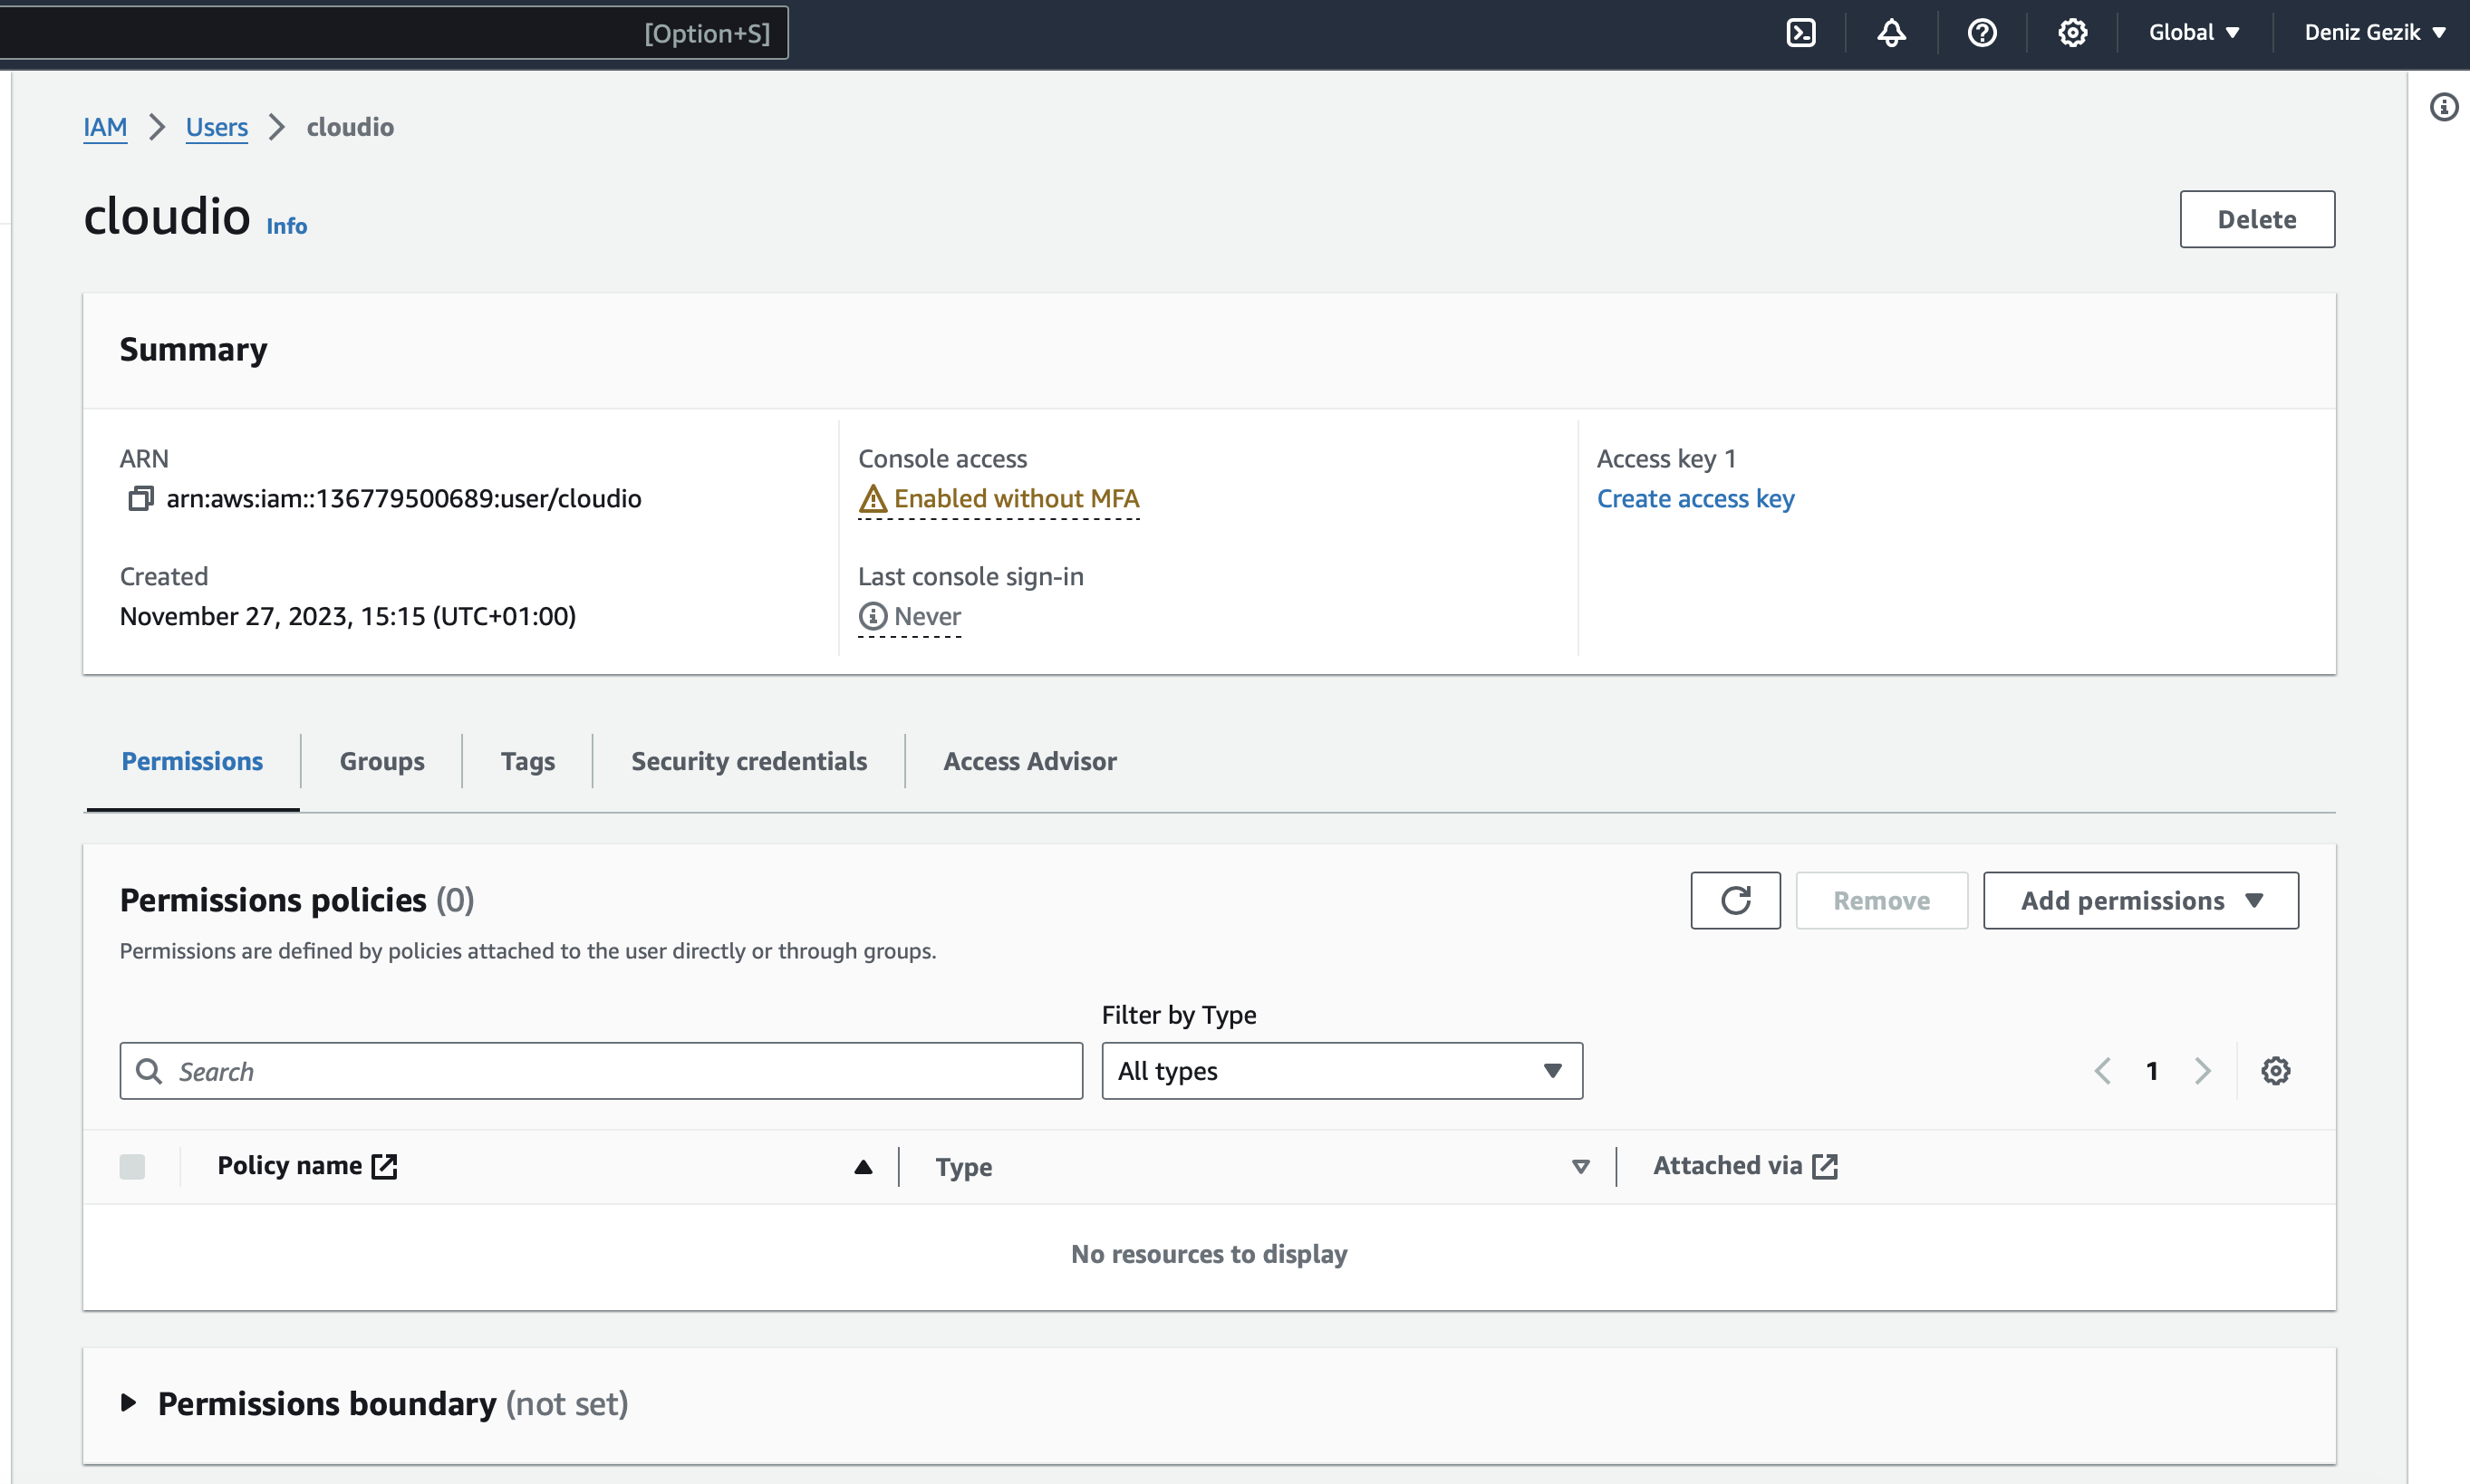 [Option+S]
Global
Deniz Gezik
IAM
Users
cloudio
cloudio Info
Delete
Summary
ARN
arn:aws:iam::136779500689:user/cloudio
Created
November 27, 2023, 15:15 (UTC+01:00)
Console access
Enabled without MFA
Last console sign-in
Never
Access key 1
Create access key
Permissions
Groups
Tags
Security credentials
Access Advisor
Permissions policies (0)
Remove
Add permissions
Permissions are defined by policies attached to the user directly or through groups.
Filter by Type
Search
All types
1
Policy name
Type
Attached via
No resources to display
Permissions boundary (not set)